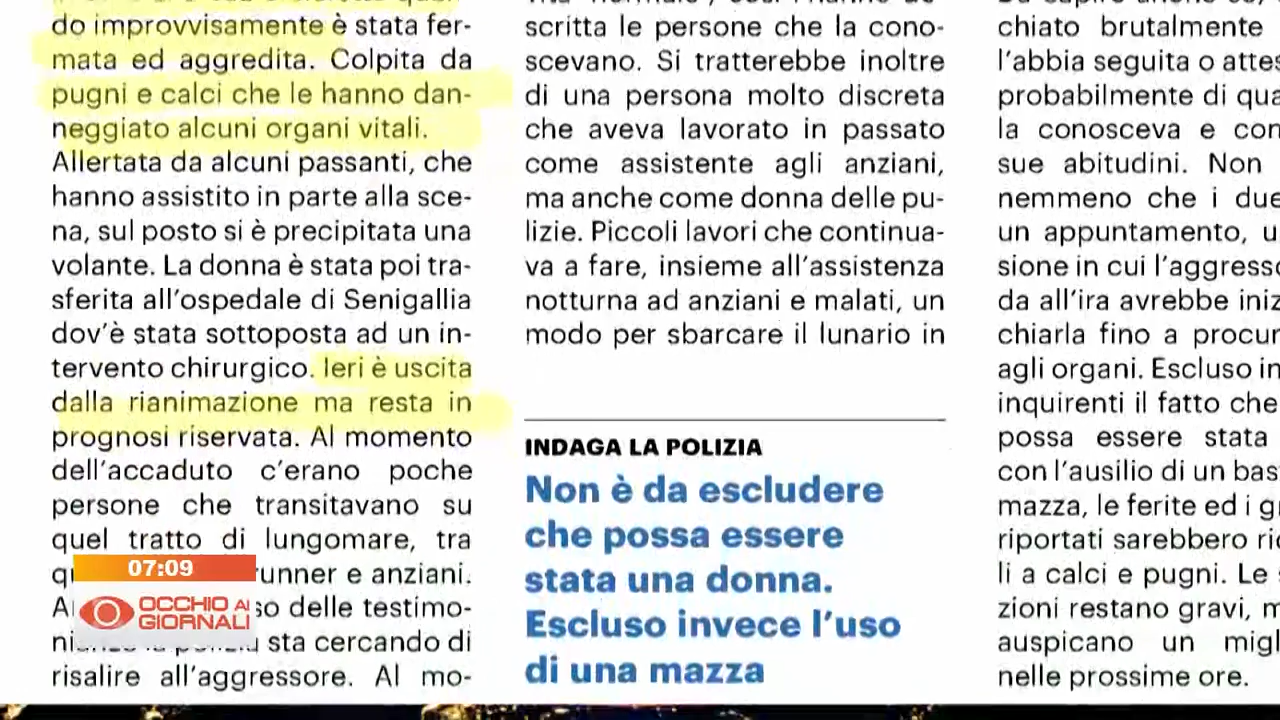 do improvvisamente è stata fer-
mata ed aggredita. Colpita da
pugni e calci che le hanno dan-
neggiato alcuni organi vitali.
Allertata da alcuni passanti, che
hanno assistito in parte alla sce-
na, sul posto si è precipitata una
volante. La donna è stata poi tra-
sferita all'ospedale di Senigallia
dov'è stata sottoposta ad un in-
tervento chirurgico. Ieri è uscita
dalla rianimazione ma resta in
prognosi riservata. Al momento
dell'accaduto c'erano poche
persone che transitavano su
quel tratto di lungomare, tra
unner e anziani.
so delle testimo-
sta cercando di
risalire all'aggressore. Al mo-
scritta le persone che la cono-
scevano. Si tratterebbe inoltre
di una persona molto discreta
che aveva lavorato in passato
come assistente agli anziani,
ma anche come donna delle pu-
lizie. Piccoli lavori che continua-
va a fare, insieme all'assistenza
notturna ad anziani e malati, un
modo per sbarcare il lunario in
INDAGA LA POLIZIA
Non è da escludere
che possa essere
stata una donna.
Escluso invece l'uso
di una mazza
chiato brutalmente
l'abbia seguita o attes
probabilmente di qua
la conosceva e con
sue abitudini. Non
nemmeno che i due
un appuntamento, u
sione in cui l'aggresso
da all'ira avrebbe iniz
chiarla fino a procur
agli organi. Escluso in
inquirenti il fatto che
possa essere stata
con l'ausilio di un bas
mazza, le ferite ed i g
riportati sarebbero ric
li a calci e pugni. Le
zioni restano gravi, m
auspicano un migl
nelle prossime ore.
07:09
OCCHIO AI
GIORNALI